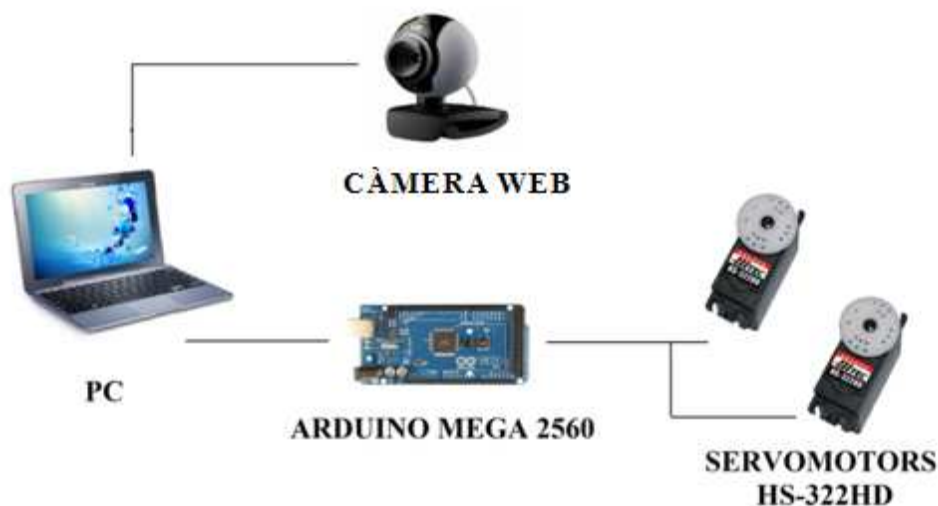 CÀMERA WEB
PC
ARDUINO MEGA 2560
SERVOMOTORS
HS-322HD